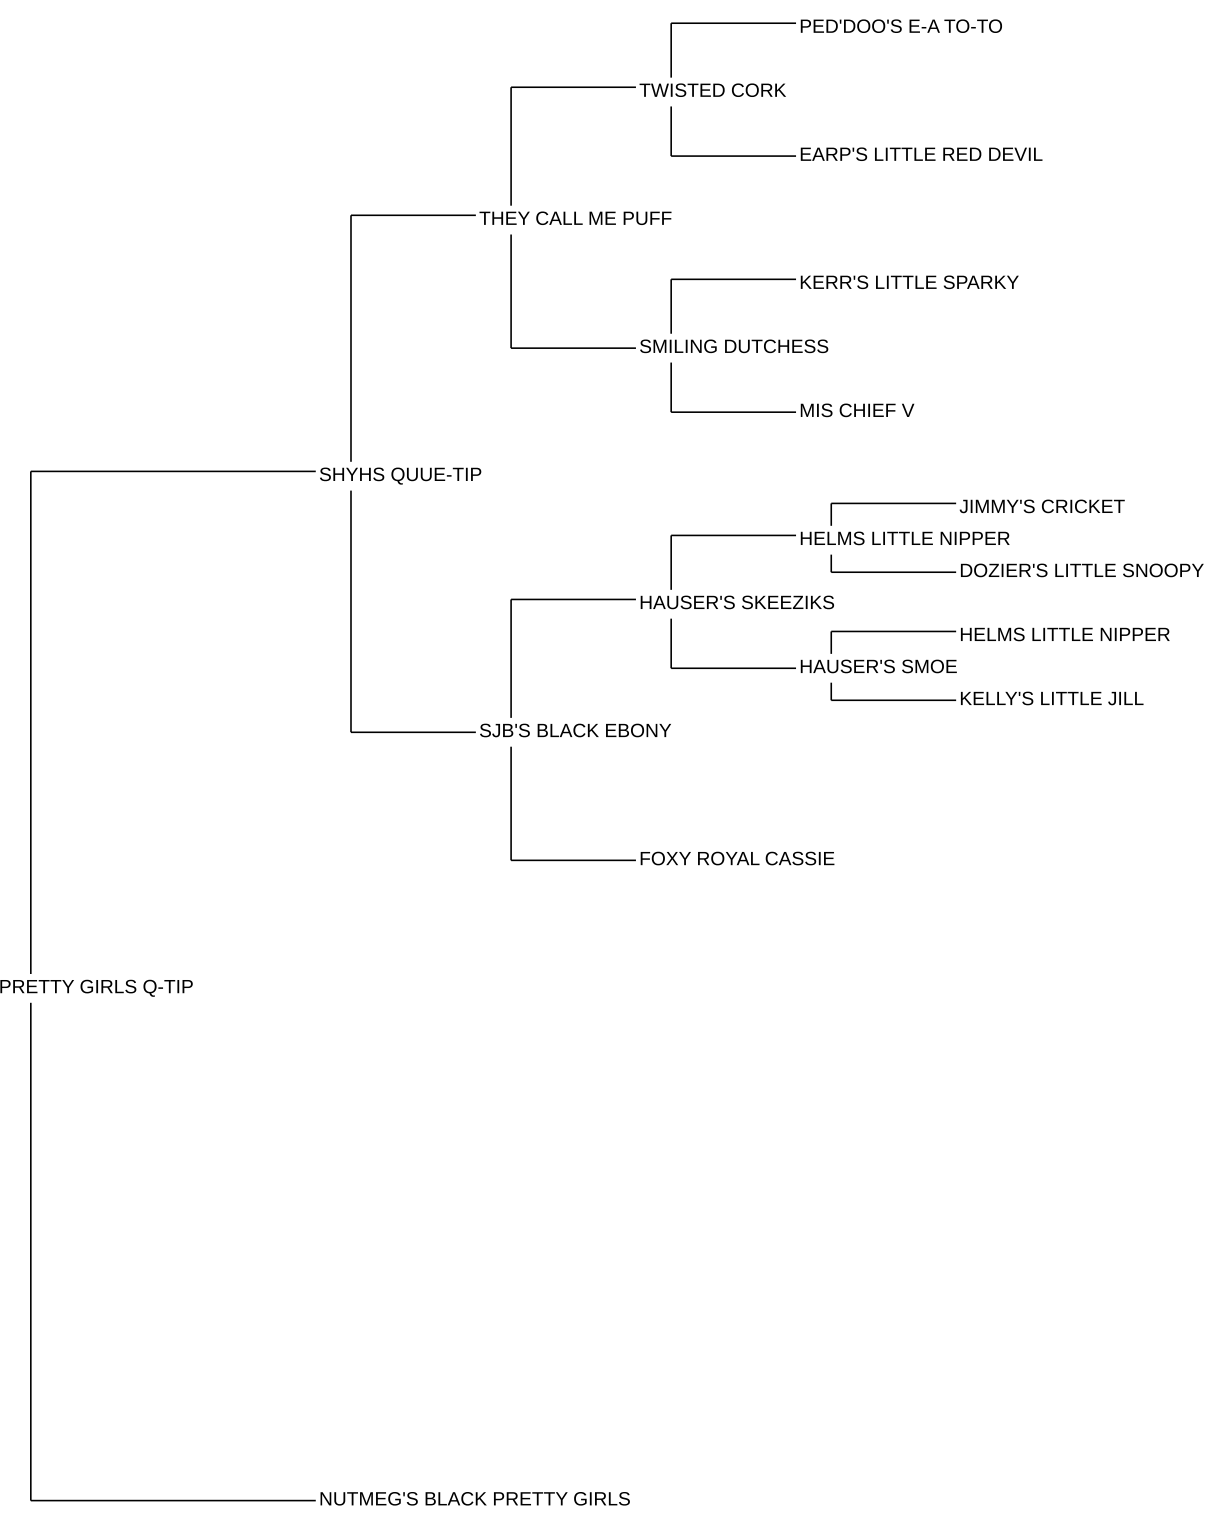 PED'DOO'S E-A TO-TO
TWISTED CORK
EARP'S LITTLE RED DEVIL
THEY CALL ME PUFF
KERR'S LITTLE SPARKY
SMILING DUTCHESS
MIS CHIEF V
SHYHS QUUE-TIP
JIMMY'S CRICKET
HELMS LITTLE NIPPER
DOZIER'S LITTLE SNOOPY
HAUSER'S SKEEZIKS
HELMS LITTLE NIPPER
HAUSER'S SMOE
KELLY'S LITTLE JILL
SJB'S BLACK EBONY
FOXY ROYAL CASSIE
PRETTY GIRLS Q-TIP
NUTMEG'S BLACK PRETTY GIRLS